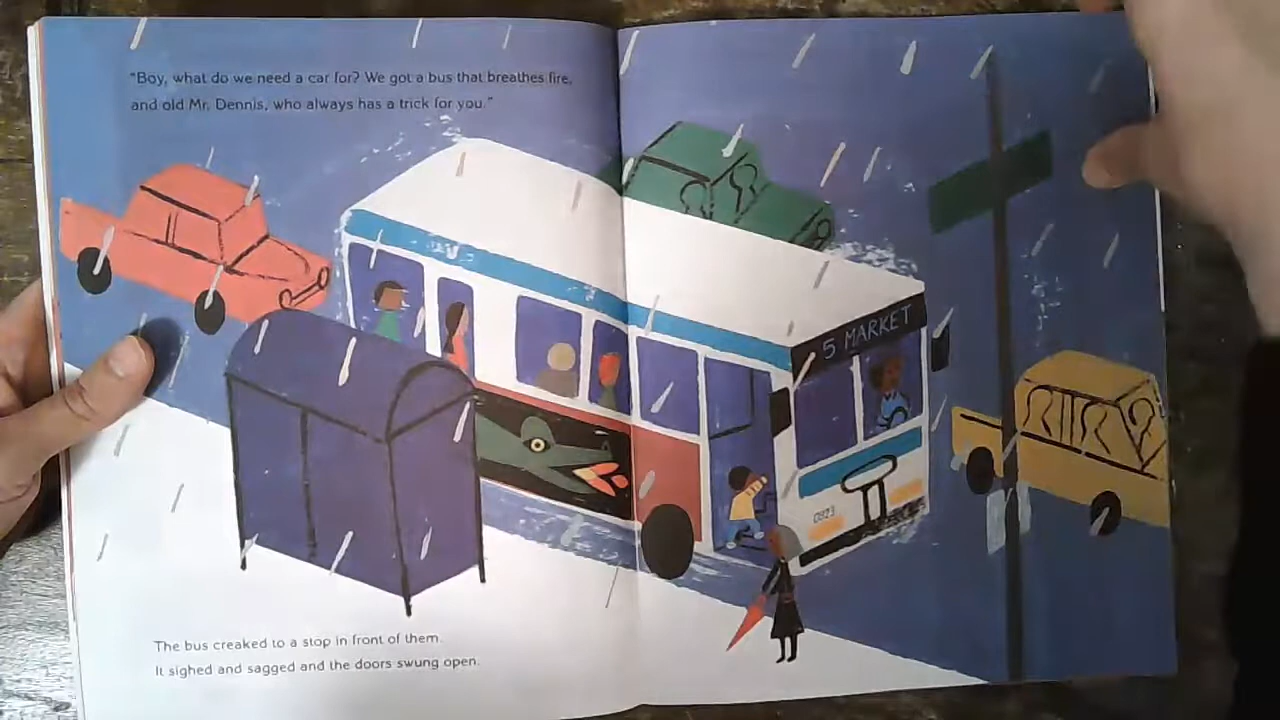 "Boy, what do we need a car for? We got a bus that breathes fire,
and old Mr. Dennis, who always has a trick for you."
5 MARKET
0923
The bus creaked to a stop in front of them.
It sighed and sagged and the doors swung open.